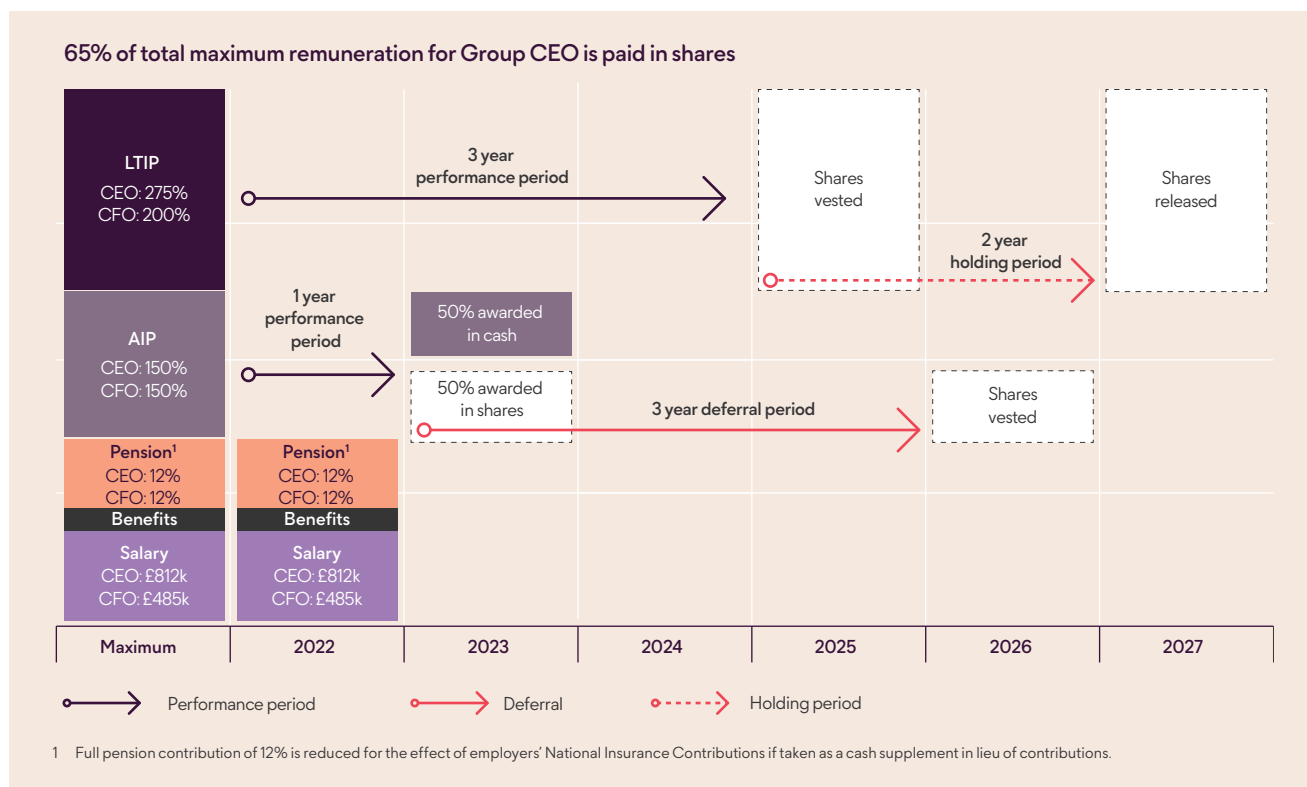 65% of total maximum remuneration for Group CEO is paid in shares
LTIP
CEO: 275%
CFO: 200%
3 year
performance period
Shares
vested
Shares
released
2 year
holding period
AIP
CEO: 150%
CFO: 150%
1 year
performance
period
50% awarded
in cash
50% awarded
in shares
3 year deferral period
Shares
vested
Pension¹
CEO: 12%
CFO: 12%
Benefits
Salary
CEO: £812k
CFO: £485k
Pension¹
CEO: 12%
CFO: 12%
Benefits
Salary
CEO: £812k
CFO: £485k
Maximum
2022
2023
2024
2025
2026
2027
Performance period
Deferral
Holding period
1 Full pension contribution of 12% is reduced for the effect of employers’ National Insurance Contributions if taken as a cash supplement in lieu of contributions.